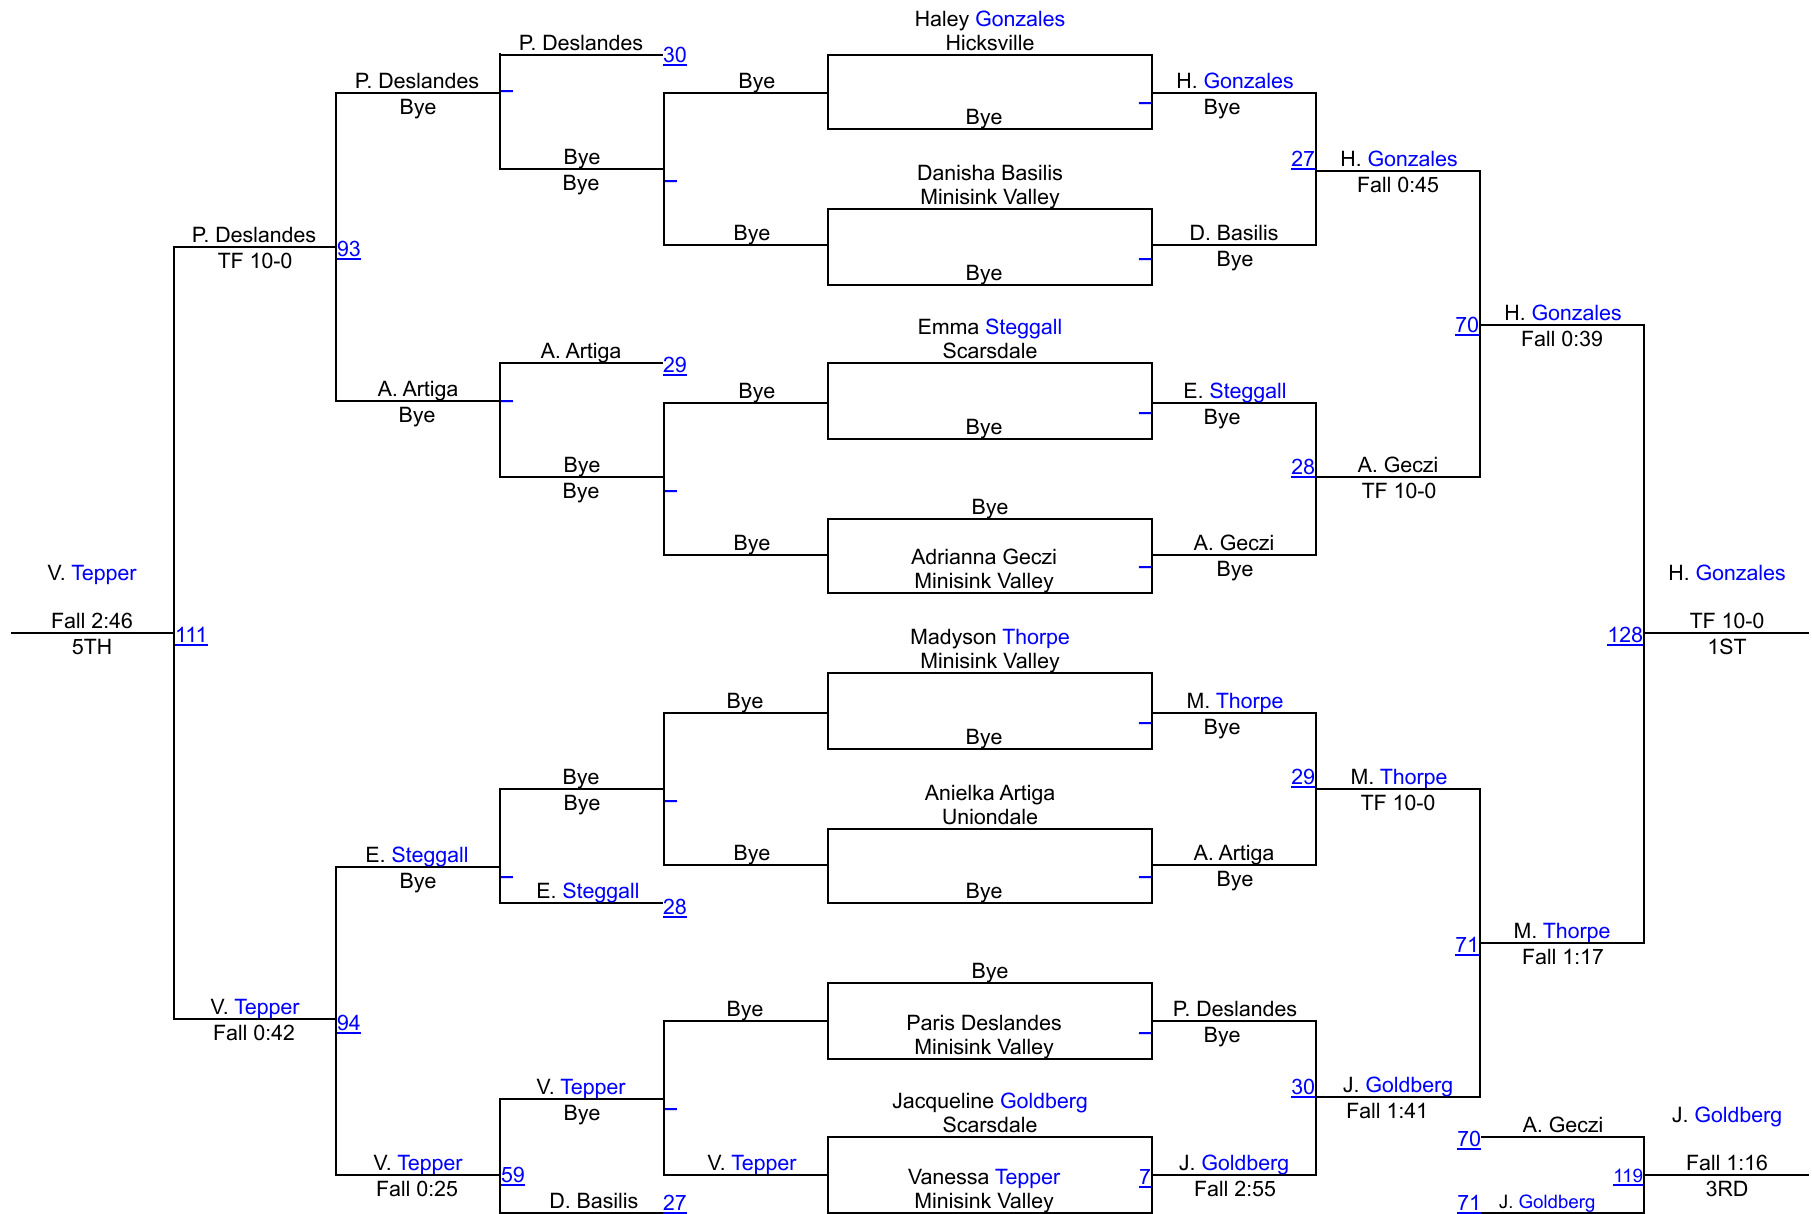 Haley Gonzales
P. Deslandes
Hicksville
30
P. Deslandes
Bye
H. Gonzales
Bye
Bye
Bye
Bye
27
H. Gonzales
Bye
Danisha Basilis
Fall 0:45
Minisink Valley
P. Deslandes
Bye
D. Basilis
93
TF 10-0
Bye
Bye
H. Gonzales
Emma Steggall
70
Fall 0:39
A. Artiga
Scarsdale
29
A. Artiga
Bye
E. Steggall
Bye
Bye
Bye
Bye
28
A. Geczi
Bye
TF 10-0
Bye
Bye
Adrianna Geczi
A. Geczi
Bye
Minisink Valley
V. Tepper
H. Gonzales
Fall 2:46
TF 10-0
111
128
5TH
1ST
Madyson Thorpe
Minisink Valley
Bye
M. Thorpe
Bye
Bye
Bye
29
M. Thorpe
Bye
Anielka Artiga
TF 10-0
Uniondale
E. Steggall
Bye
A. Artiga
Bye
Bye
E. Steggall
28
Bye
M. Thorpe
71
Fall 1:17
Bye
V. Tepper
94
Fall 0:42
Bye
Paris Deslandes
P. Deslandes
Bye
Minisink Valley
V. Tepper
30
J. Goldberg
Bye
Jacqueline Goldberg
Fall 1:41
Scarsdale
A. Geczi
J. Goldberg
70
V. Tepper
59
Fall 0:25
V. Tepper
Vanessa Tepper
7
J. Goldberg
Fall 2:55
Fall 1:16
119
3RD
D. Basilis
27
Minisink Valley
71
J. Goldberg